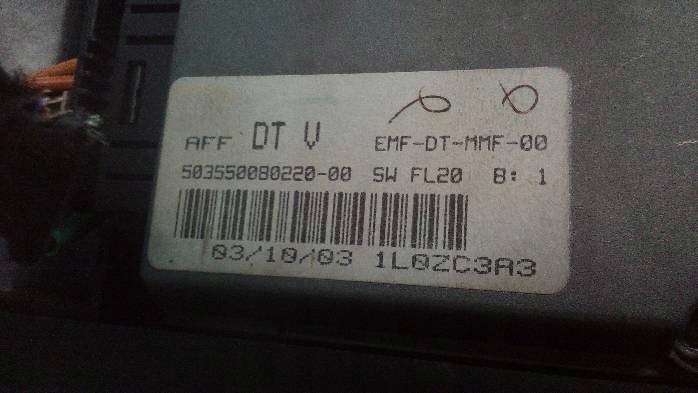 AFF DT V EMF-DT-MMF-00
503550080220-00 SW FL20 B: 1
03/10/03 1L0ZC3A3